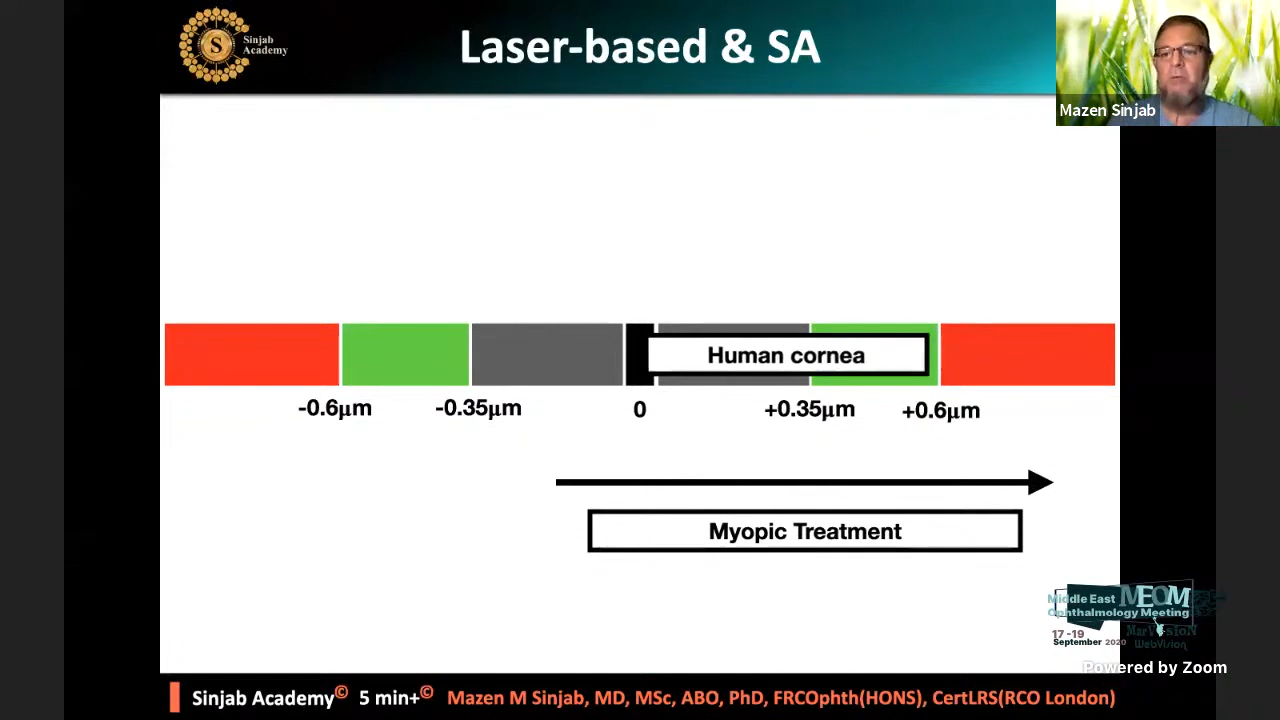 Sinjab
Academy
S
Laser-based & SA
Mazen Sinjab
Human cornea
-0.6μm
-0.35μm
0
+0.35μm
+0.6μm
Myopic Treatment
Middle East
Ophthalmology Meeting
MEOM
17-19
September 2020
MarVision
WebVision
Powered by Zoom
Sinjab Academy© 5 min+© Mazen M Sinjab, MD, MSc, ABO, PhD, FRCOphth(HONS), CertLRS(RCO London)